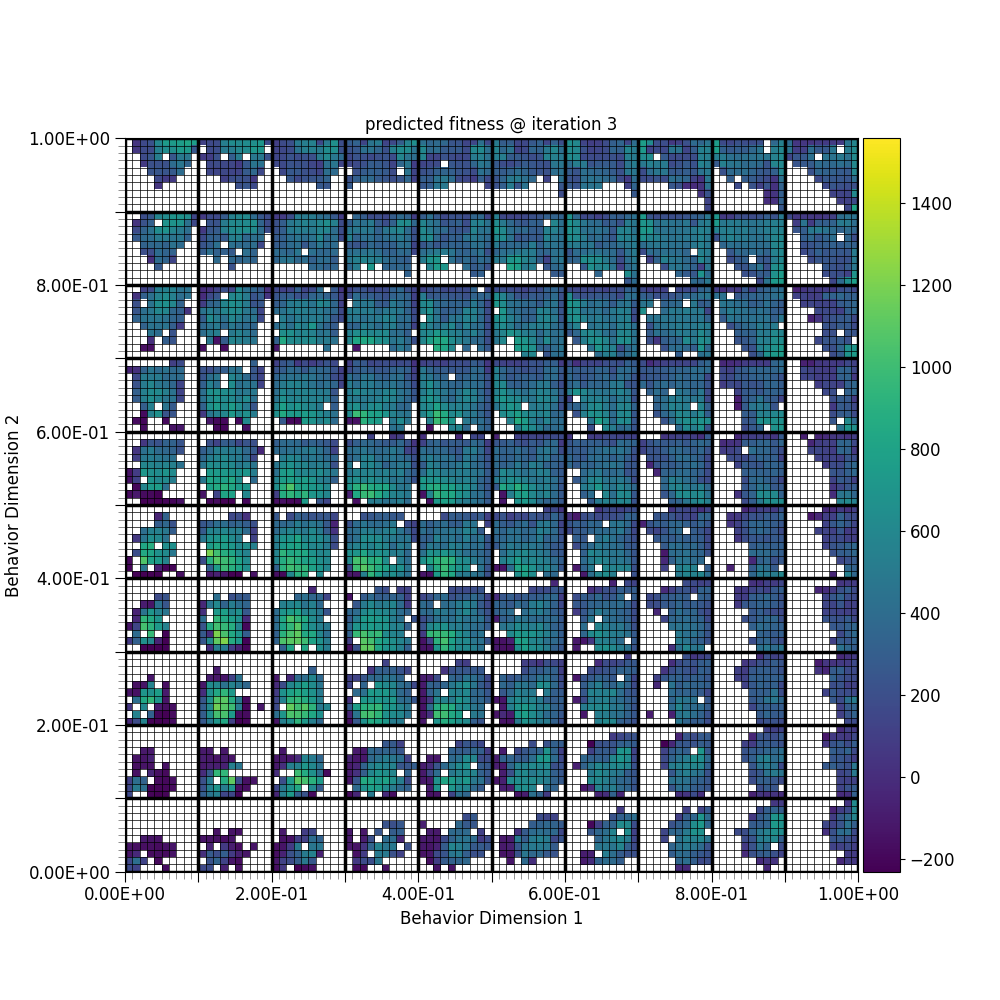 predicted fitness @ iteration 3
1.00E+00
8.00E-01
6.00E-01
4.00E-01
2.00E-01
0.00E+00
Behavior Dimension 2
0.00E+00 2.00E-01 4.00E-01 6.00E-01 8.00E-01 1.00E+00
Behavior Dimension 1
1400
1200
1000
800
600
400
200
0
−200